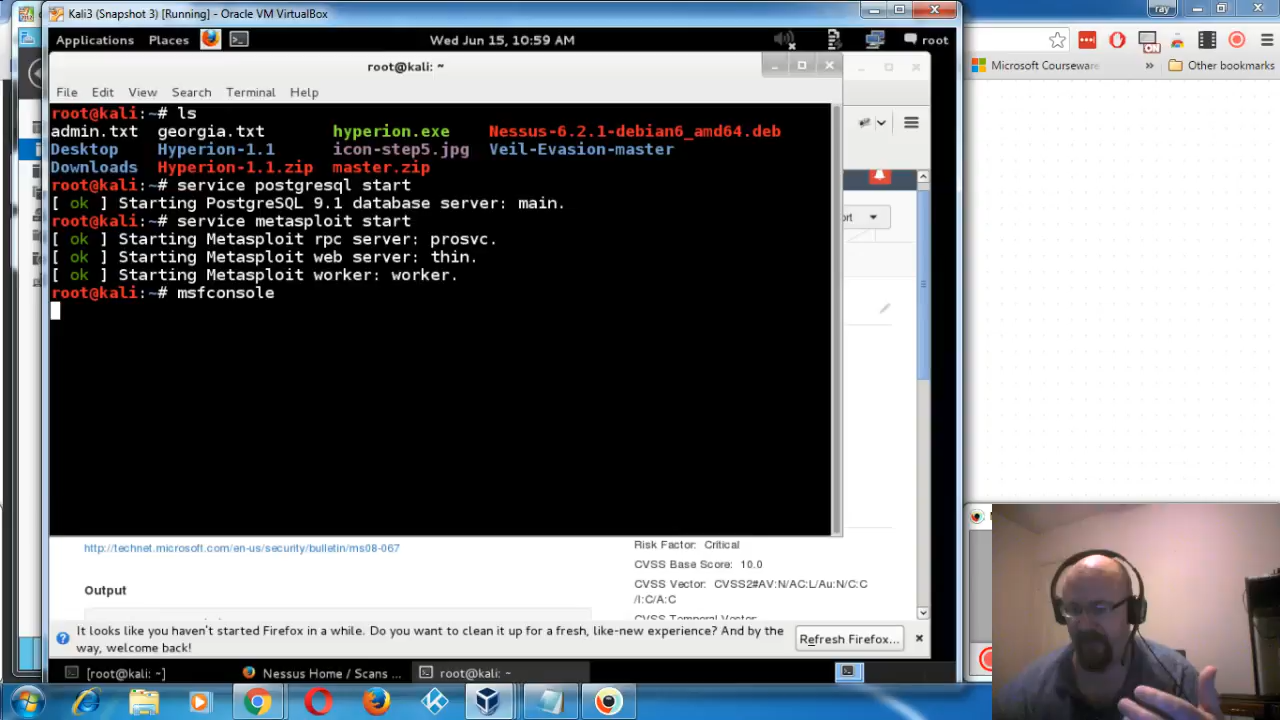 Kali3 (Snapshot 3) [Running] - Oracle VM VirtualBox
ray
Applications Places Wed Jun 15, 10:59 AM root
root@kali: ~
Microsoft Courseware » Other bookmarks
ON
File Edit View Search Terminal Help
root@kali:~# ls
admin.txt georgia.txt hyperion.exe Nessus-6.2.1-debian6_amd64.deb
Desktop Hyperion-1.1 icon-step5.jpg Veil-Evasion-master
Downloads Hyperion-1.1.zip master.zip
root@kali:~# service postgresql start
[ ok ] Starting PostgreSQL 9.1 database server: main.
root@kali:~# service metasploit start
[ ok ] Starting Metasploit rpc server: prosvc.
[ ok ] Starting Metasploit web server: thin.
[ ok ] Starting Metasploit worker: worker.
root@kali:~# msfconsole
http://technet.microsoft.com/en-us/security/bulletin/ms08-067
Risk Factor: Critical
CVSS Base Score: 10.0
CVSS Vector: CVSS2#AV:N/AC:L/Au:N/C:C
/I:C/A:C
CVSS Temporal Vector:
Output
It looks like you haven't started Firefox in a while. Do you want to clean it up for a fresh, like-new experience? And by the
way, welcome back!
Refresh Firefox...
[root@kali: ~] Nessus Home / Scans ... root@kali: ~